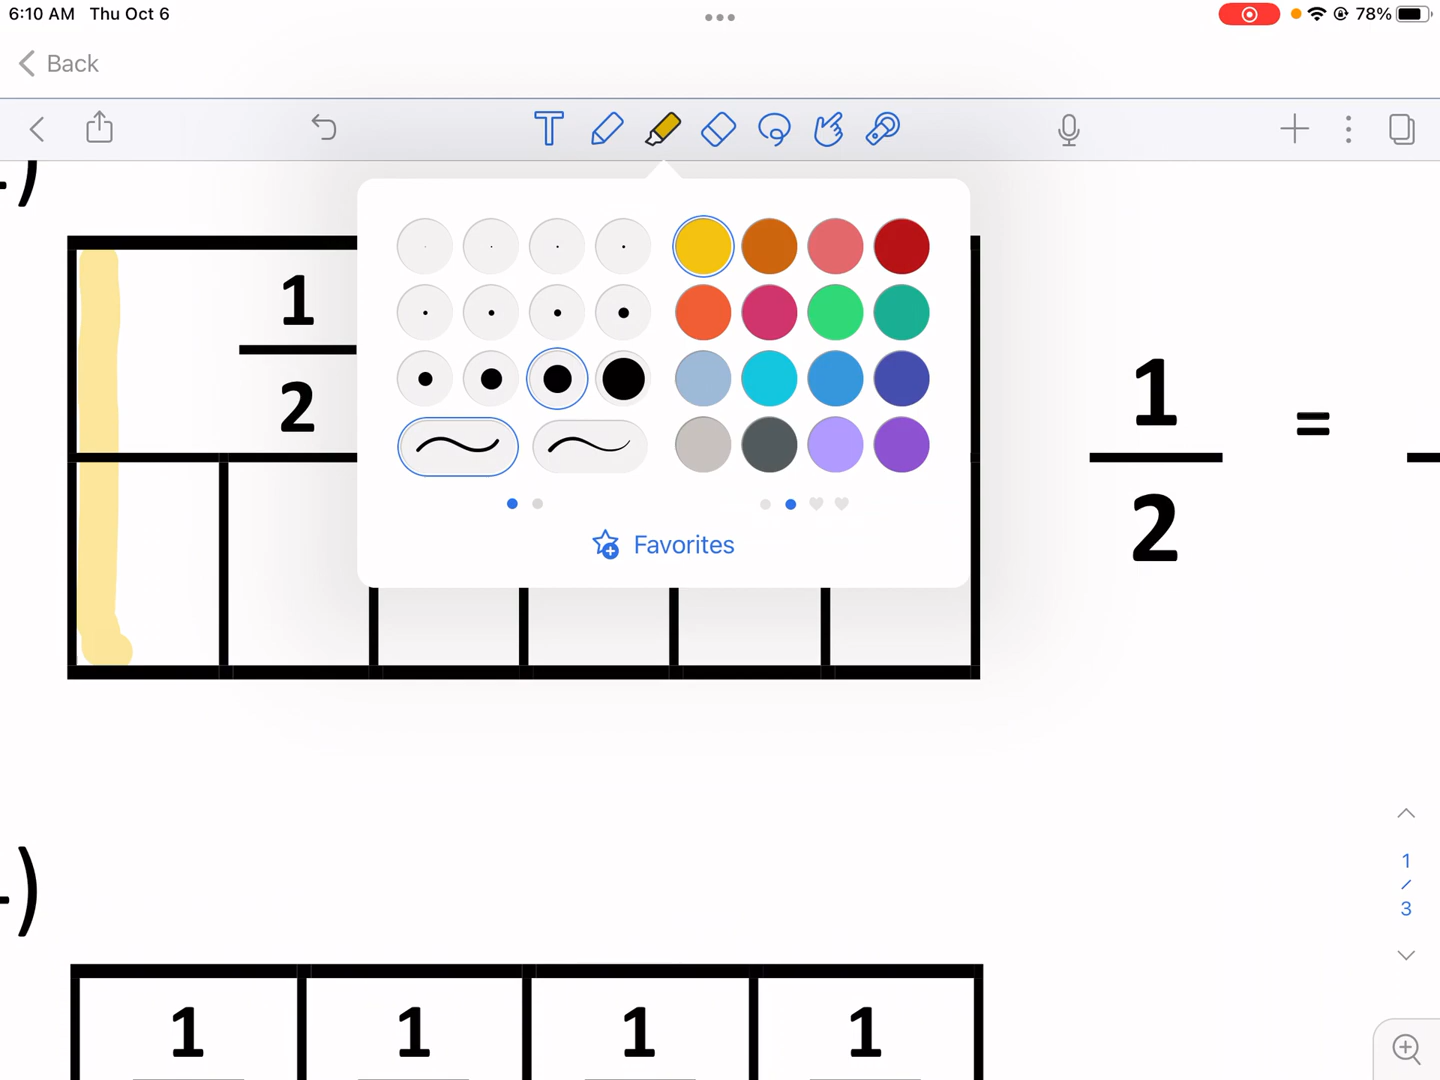 6:10 AM Thu Oct 6
78%
Back
T
)
1
2
1
2
=
Favorites
1
/
3
)
1 1 1 1